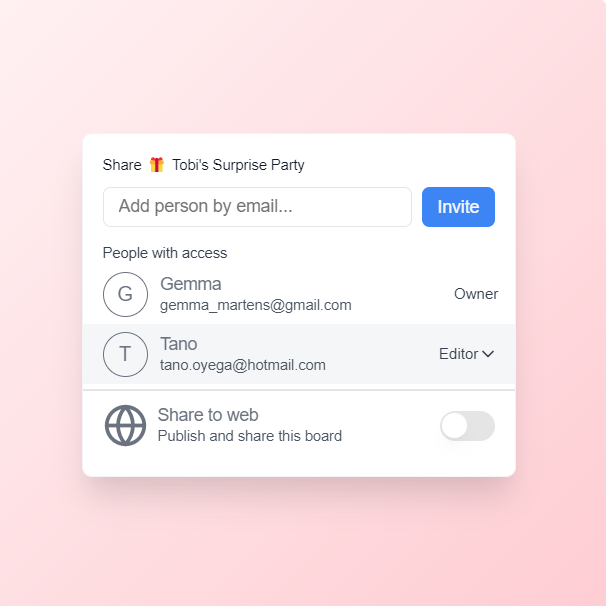 Share 🎁 Tobi's Surprise Party
Add person by email...
Invite
People with access
G
Gemma
gemma_martens@gmail.com
Owner
T
Tano
tano.oyega@hotmail.com
Editor
Share to web
Publish and share this board